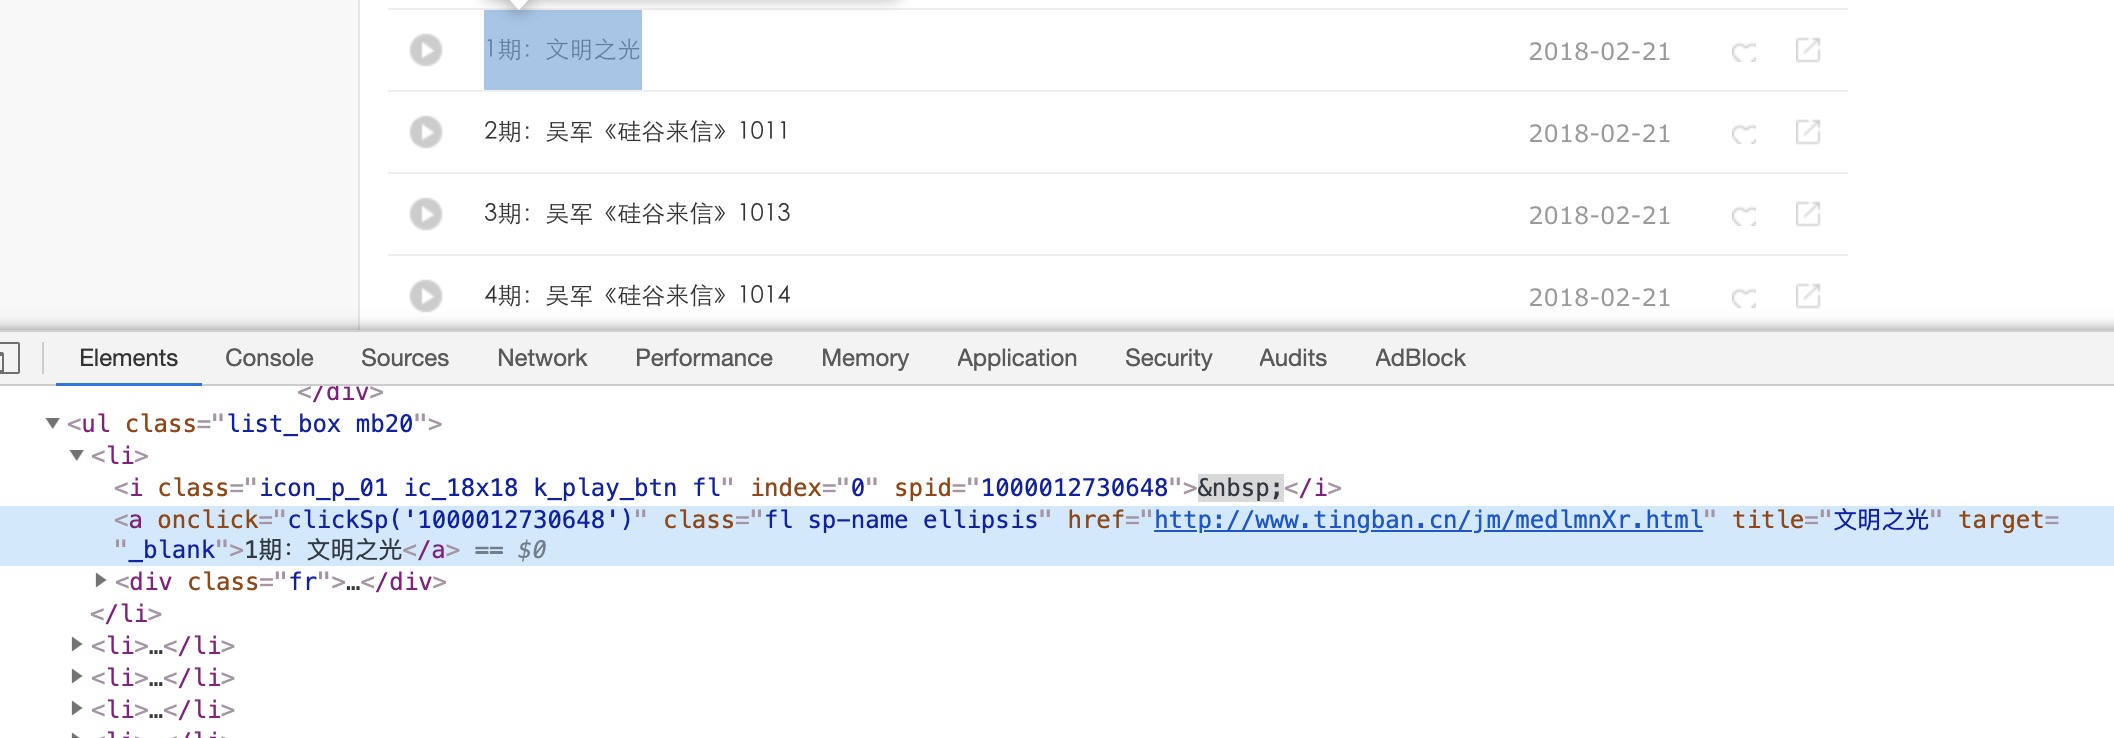 1期：文明之光 2018-02-21
2期：吴军《硅谷来信》1011 2018-02-21
3期：吴军《硅谷来信》1013 2018-02-21
4期：吴军《硅谷来信》1014 2018-02-21
Elements Console Sources Network Performance Memory Application Security Audits AdBlock
</div>
▼<ul class="list_box mb20">
▼<li>
<i class="icon_p_01 ic_18x18 k_play_btn fl" index="0" spid="1000012730648">&nbsp;</i>
<a onclick="clickSp('1000012730648')" class="fl sp-name ellipsis" href="http://www.tingban.cn/jm/medlmnXr.html" title="文明之光" target=
"_blank">1期：文明之光</a> == $0
▶<div class="fr">…</div>
</li>
▶<li>…</li>
▶<li>…</li>
▶<li>…</li>
▶<li>…</li>